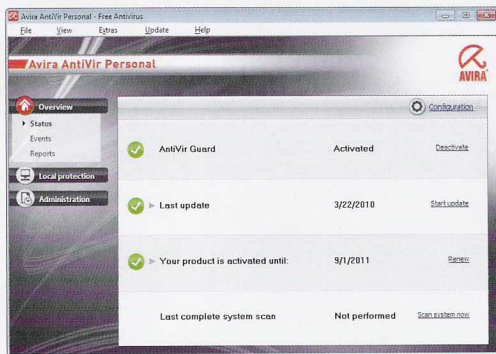 Avira AntiVir Personal - Free Antivirus
File View Extras Update Help
Avira AntiVir Personal
AVIRA
Overview
Configuration
Status
Events
Reports
AntiVir Guard Activated Deactivate
Local protection
Administration
Last update 3/22/2010 Start update
Your product is activated until: 9/1/2011 Renew
Last complete system scan Not performed Scan system now